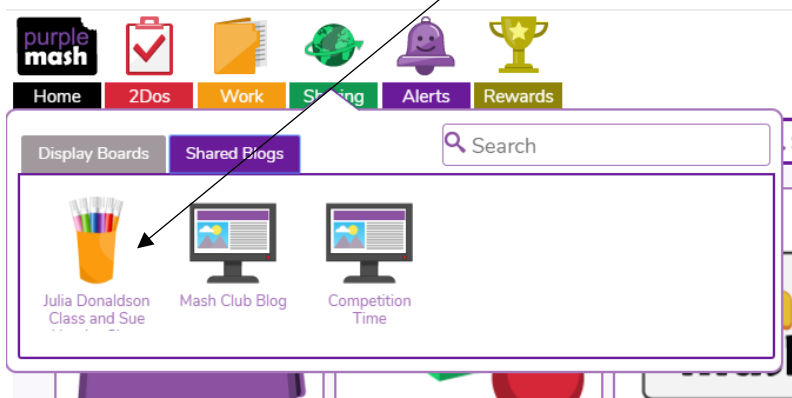 purple
mash
Home 2Dos Work Sharing Alerts Rewards
Display Boards Shared Blogs Search
Julia Donaldson Mash Club Blog Competition
Class and Sue Time